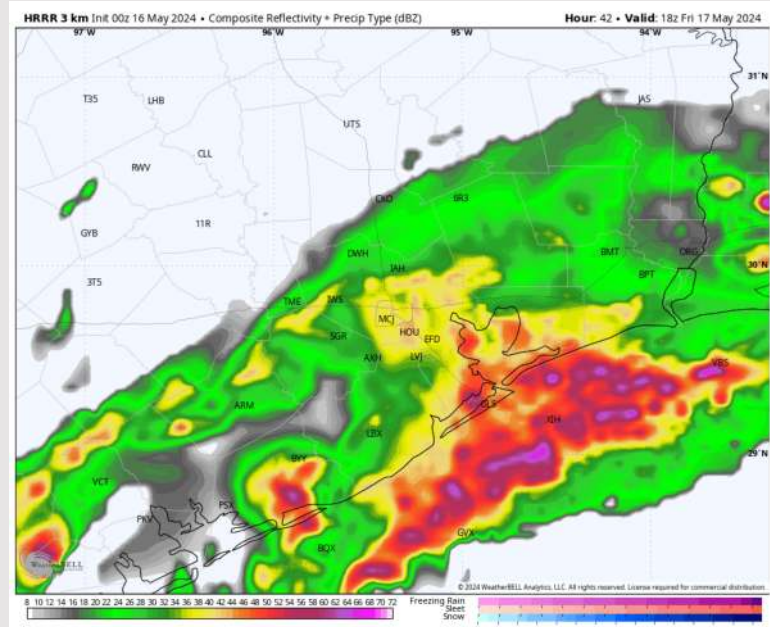 HRRR 3 km Init 00z 16 May 2024 • Composite Reflectivity + Precip Type (dBZ) Hour: 42 • Valid: 18z Fri 17 May 2024
97°W 96°W 95°W 94°W
31°N
T35 LHB JAS
UTS
CLL
RWV
CXO 6R3
11R
GYB
DWH BMT ORG
IAH 30°N
3T5 BPT
TME IWS
MCJ
SGR HOU EFD
AXH LVJ
VBS
ARM GLS
LBX XIH
BYY 29°N
VCT
PKV PSX
BQX GVX
WEATHERBELL
© 2024 WeatherBELL Analytics, LLC. All rights reserved. License required for commercial distribution.
8 10 12 14 16 18 20 22 24 26 28 30 32 34 36 38 40 42 44 46 48 50 52 54 56 58 60 62 64 66 68 70 72
Freezing Rain
Sleet
Snow